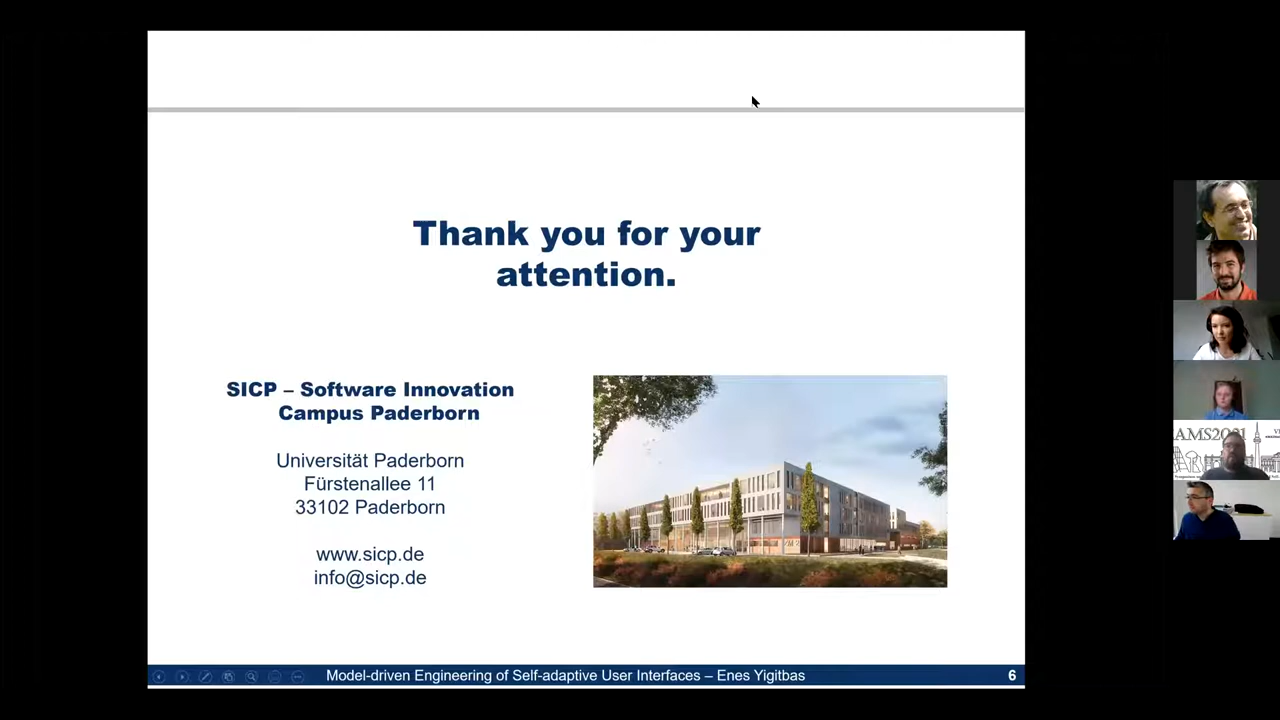 Thank you for your
attention.
SICP – Software Innovation
Campus Paderborn
Universität Paderborn
Fürstenallee 11
33102 Paderborn
www.sicp.de
info@sicp.de
Model-driven Engineering of Self-adaptive User Interfaces – Enes Yigitbas
6